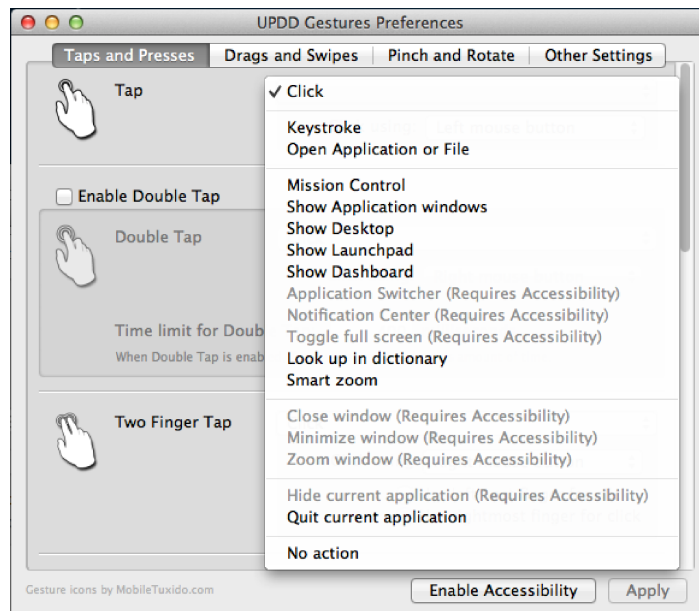 UPDD Gestures Preferences
Taps and Presses Drags and Swipes Pinch and Rotate Other Settings
Tap
✓ Click
Keystroke
Left mouse button
Open Application or File
Mission Control
Enable Double Tap
Show Application windows
Show Desktop
Double Tap
Show Launchpad
Show Dashboard
Application Switcher (Requires Accessibility)
Notification Center (Requires Accessibility)
Time limit for Doub
Toggle full screen (Requires Accessibility)
When Double Tap is enab
Look up in dictionary
Smart zoom
Two Finger Tap
Close window (Requires Accessibility)
Minimize window (Requires Accessibility)
Zoom window (Requires Accessibility)
Hide current application (Requires Accessibility)
Quit current application
No action
Gesture icons by MobileTuxido.com
Enable Accessibility
Apply